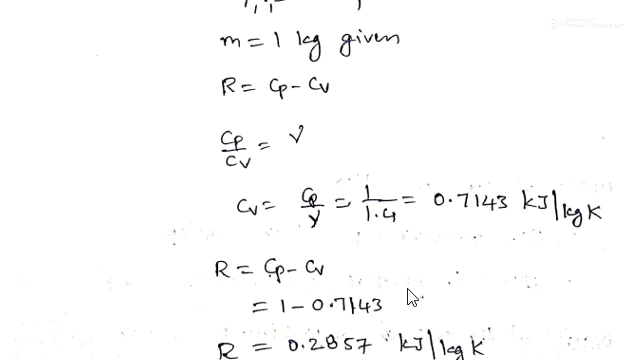 m = 1 kg given
R = Cp - Cv
Cp/Cv = γ
Cv = Cp/γ = 1/1.4 = 0.7143 kJ/kg K
R = Cp - Cv
= 1 - 0.7143
R = 0.2857 kJ/kg K